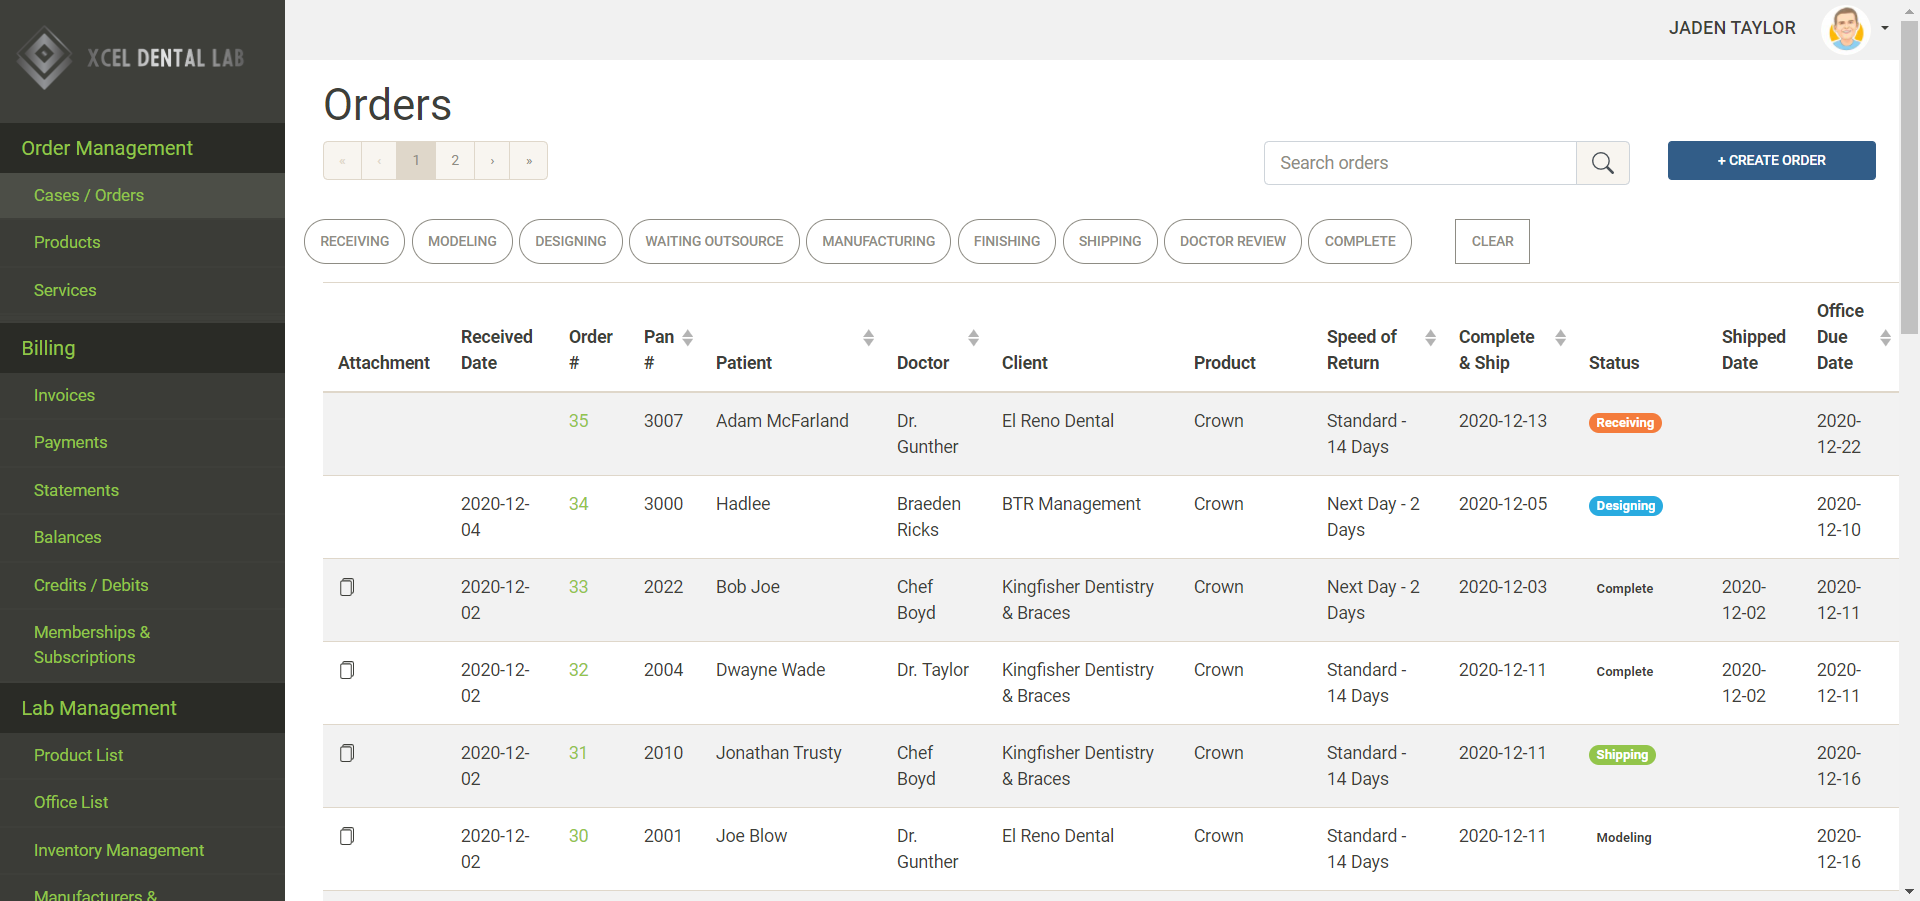 XCEL DENTAL LAB
JADEN TAYLOR
Order Management
Cases / Orders
Products
Services
Billing
Invoices
Payments
Statements
Balances
Credits / Debits
Memberships &
Subscriptions
Lab Management
Product List
Office List
Inventory Management
Manufacturers &
Orders
« ‹ 1 2 › »
Search orders
+ CREATE ORDER
RECEIVING MODELING DESIGNING WAITING OUTSOURCE MANUFACTURING FINISHING SHIPPING DOCTOR REVIEW COMPLETE CLEAR
Office
Received Order Pan Speed of Complete Shipped Due
Attachment Date # # Patient Doctor Client Product Return & Ship Status Date Date
35 3007 Adam McFarland Dr. El Reno Dental Crown Standard - 2020-12-13 Receiving 2020-
Gunther 14 Days 12-22
2020-12- 34 3000 Hadlee Braeden BTR Management Crown Next Day - 2 2020-12-05 Designing 2020-
04 Ricks Days 12-10
2020-12- 33 2022 Bob Joe Chef Kingfisher Dentistry Crown Next Day - 2 2020-12-03 Complete 2020- 2020-
02 Boyd & Braces Days 12-02 12-11
2020-12- 32 2004 Dwayne Wade Dr. Taylor Kingfisher Dentistry Crown Standard - 2020-12-11 Complete 2020- 2020-
02 & Braces 14 Days 12-02 12-11
2020-12- 31 2010 Jonathan Trusty Chef Kingfisher Dentistry Crown Standard - 2020-12-11 Shipping 2020-
02 Boyd & Braces 14 Days 12-16
2020-12- 30 2001 Joe Blow Dr. El Reno Dental Crown Standard - 2020-12-11 Modeling 2020-
02 Gunther 14 Days 12-16